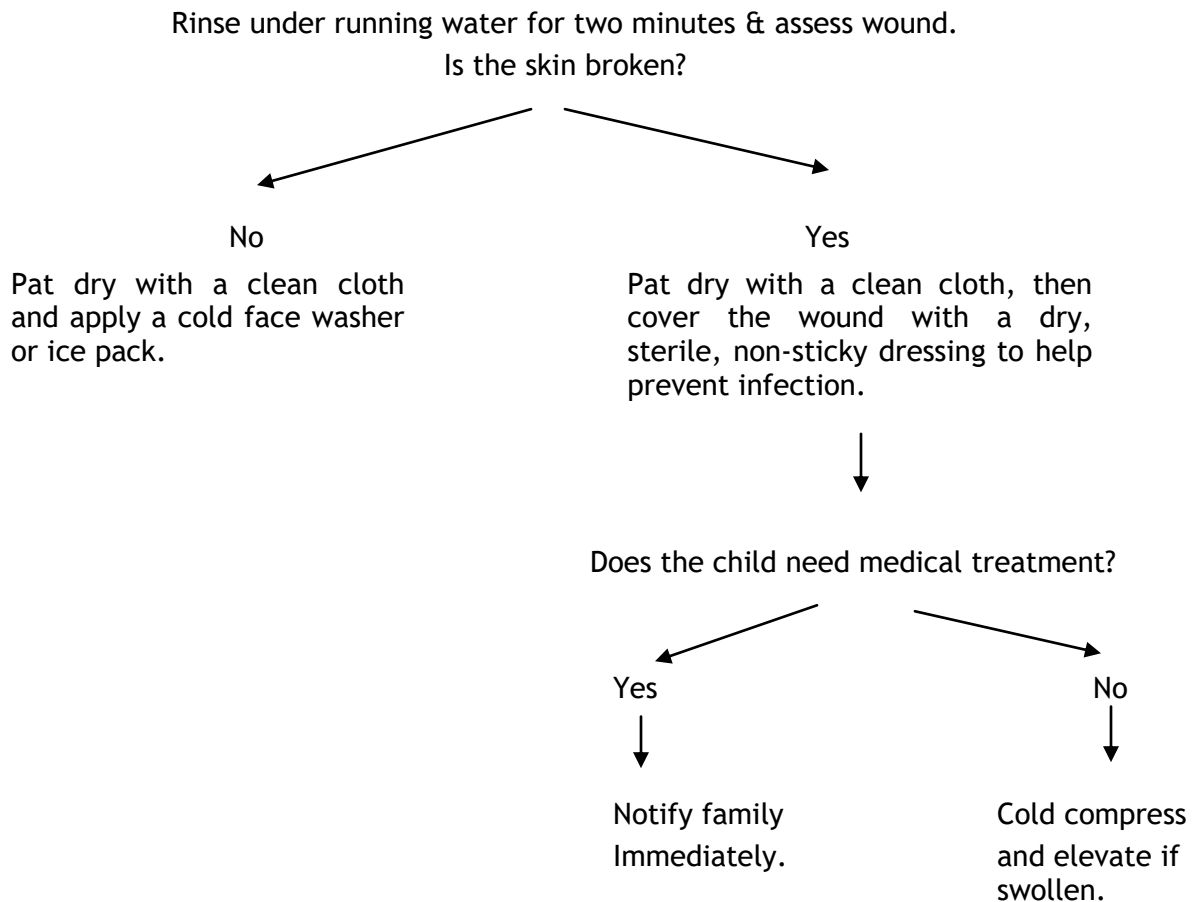 Rinse under running water for two minutes & assess wound.
Is the skin broken?
No
Pat dry with a clean cloth
and apply a cold face washer
or ice pack.
Yes
Pat dry with a clean cloth, then
cover the wound with a dry,
sterile, non-sticky dressing to help
prevent infection.
Does the child need medical treatment?
Yes
Notify family
Immediately.
No
Cold compress
and elevate if
swollen.